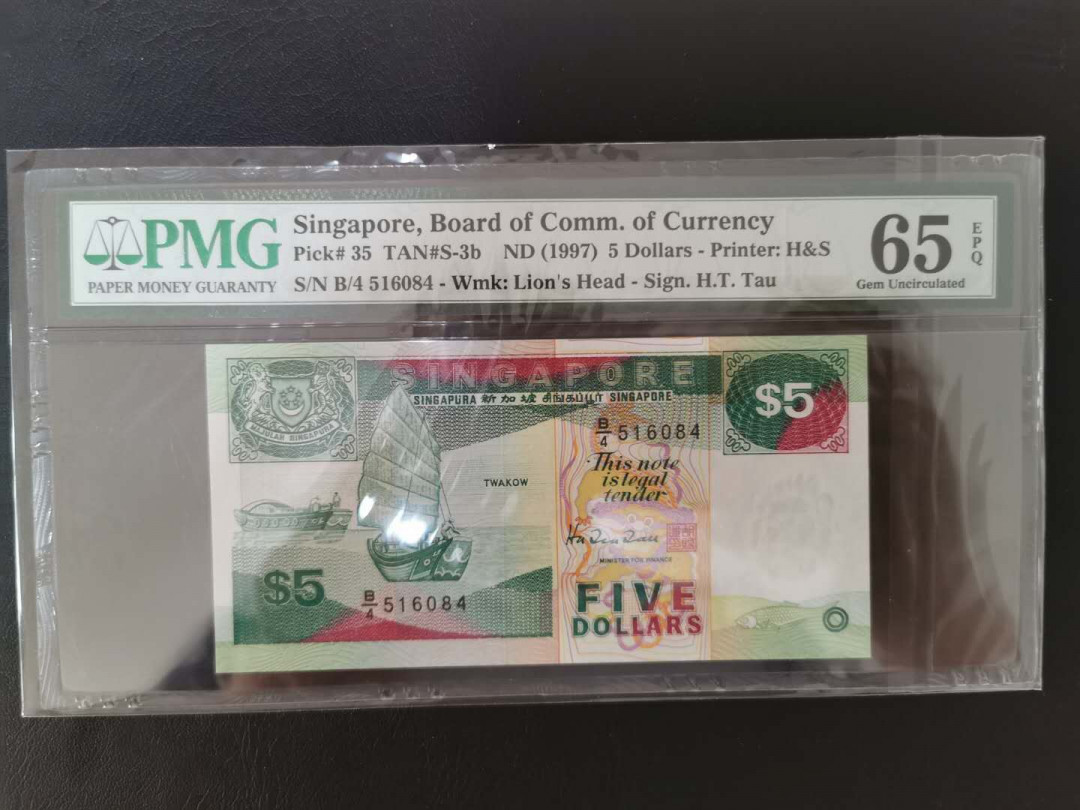 PMG
PAPER MONEY GUARANTY
Singapore, Board of Comm. of Currency
Pick# 35 TAN#S-3b ND (1997) 5 Dollars - Printer: H&S
S/N B/4 516084 - Wmk: Lion's Head - Sign. H.T. Tau
65
EPQ
Gem Uncirculated
SINGAPORE
SINGAPURA 新加坡 சிங்கப்பூர் SINGAPORE
MAJULAH SINGAPURA
$5
B/4 516084
This note
is legal
tender
TWAKOW
MINISTER FOR FINANCE
$5
B/4 516084
FIVE
DOLLARS